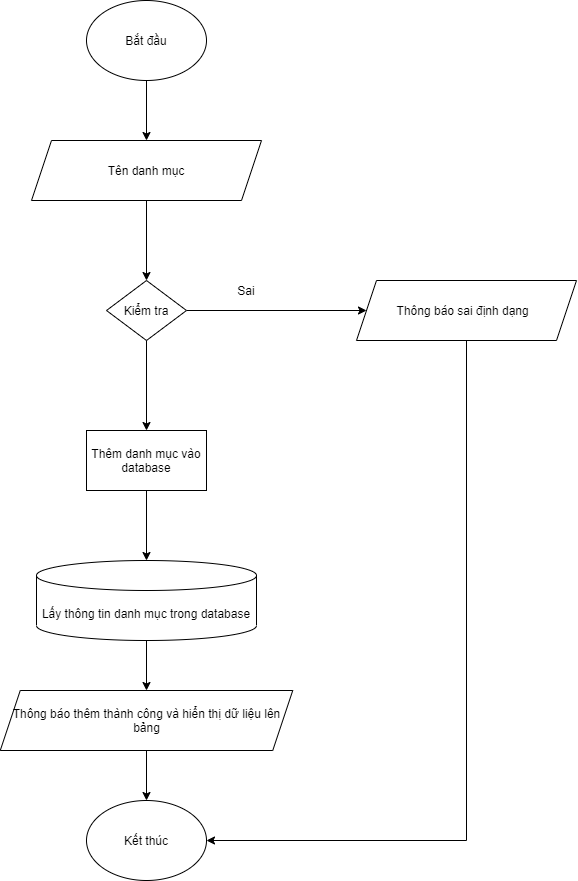 Bắt đầu
Tên danh mục
Sai
Kiểm tra
Thông báo sai định dạng
Thêm danh mục vào
database
Lấy thông tin danh mục trong database
Thông báo thêm thành công và hiển thị dữ liệu lên
bảng
Kết thúc